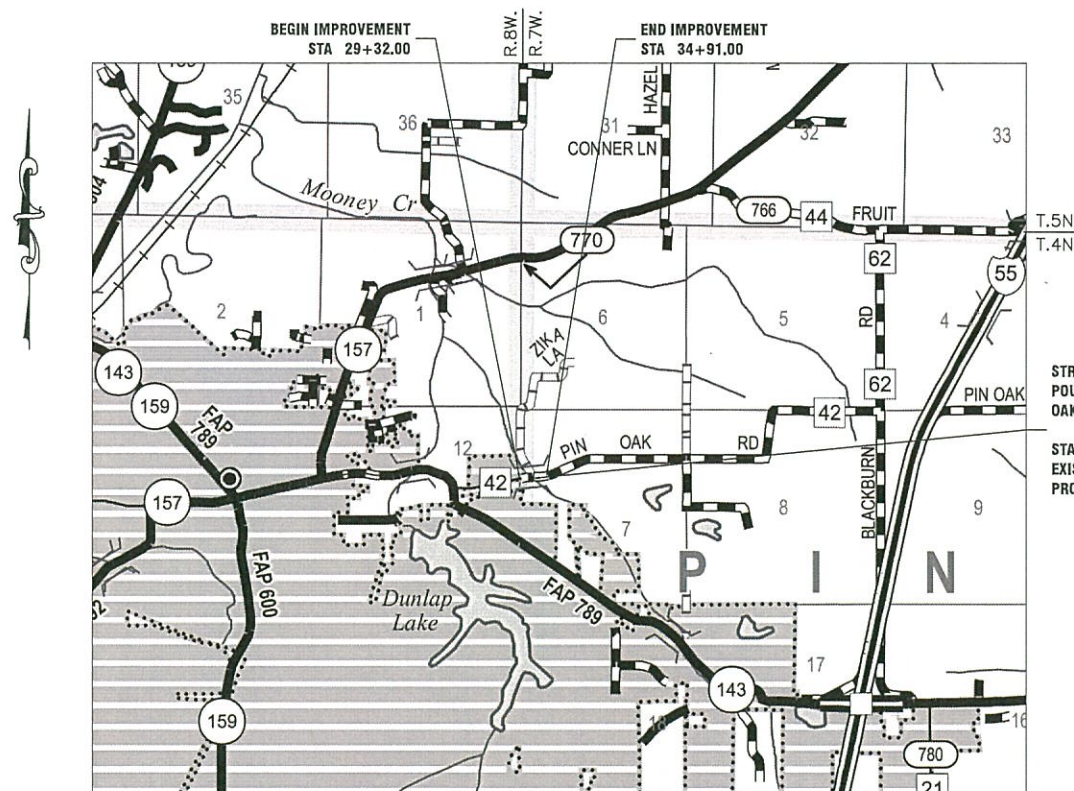 BEGIN IMPROVEMENT
STA 29+32.00
R.8W.
R.7W.
END IMPROVEMENT
STA 34+91.00
35
36
31
HAZEL
CONNER LN
32
33
Mooney Cr
766
44
FRUIT
T.5N
T.4N
770
62
55
2
1
6
5
RD
4
157
ZIKA
LA
143
159
FAP
789
62
42
PIN OAK
STR
POU
OAK
12
PIN OAK RD
42
157
7
8
BLACKBURN
9
STA
EXIS
PRO
P I N
FAP 600
Dunlap
Lake
FAP 789
17
143
159
18
16
780
21